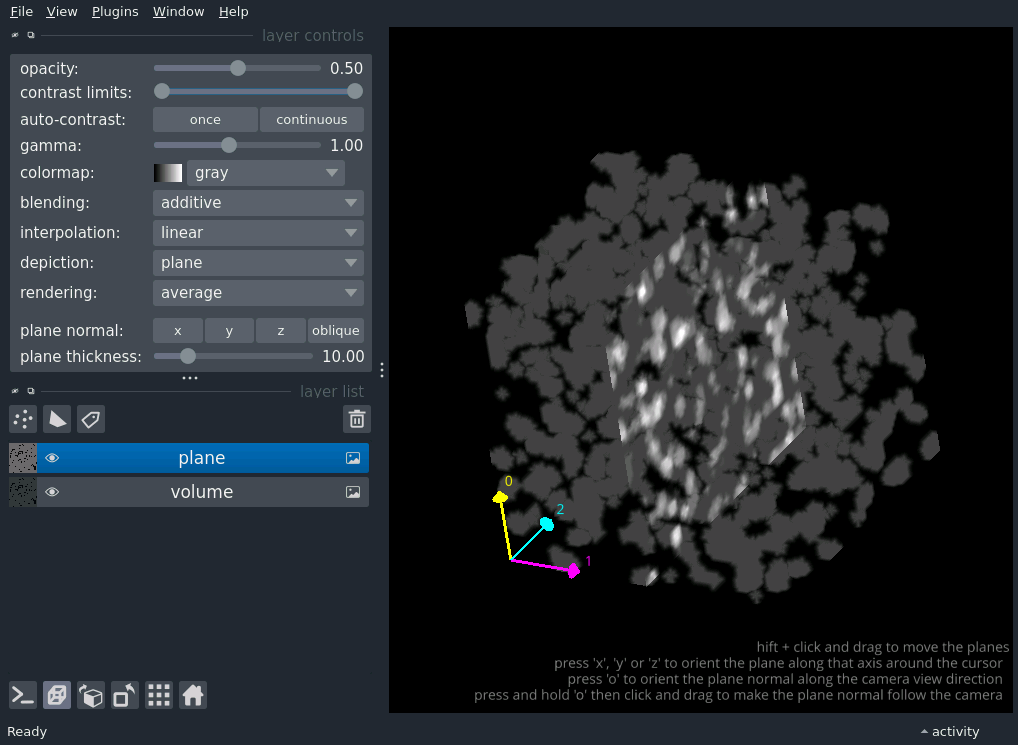 File View Plugins Window Help
layer controls
opacity: 0.50
contrast limits:
auto-contrast: once continuous
gamma: 1.00
colormap: gray
blending: additive
interpolation: linear
depiction: plane
rendering: average
plane normal: x y z oblique
plane thickness: 10.00
layer list
plane
volume
0
2
1
hift + click and drag to move the planes
press 'x', 'y' or 'z' to orient the plane along that axis around the cursor
press 'o' to orient the plane normal along the camera view direction
press and hold 'o' then click and drag to make the plane normal follow the camera
Ready activity